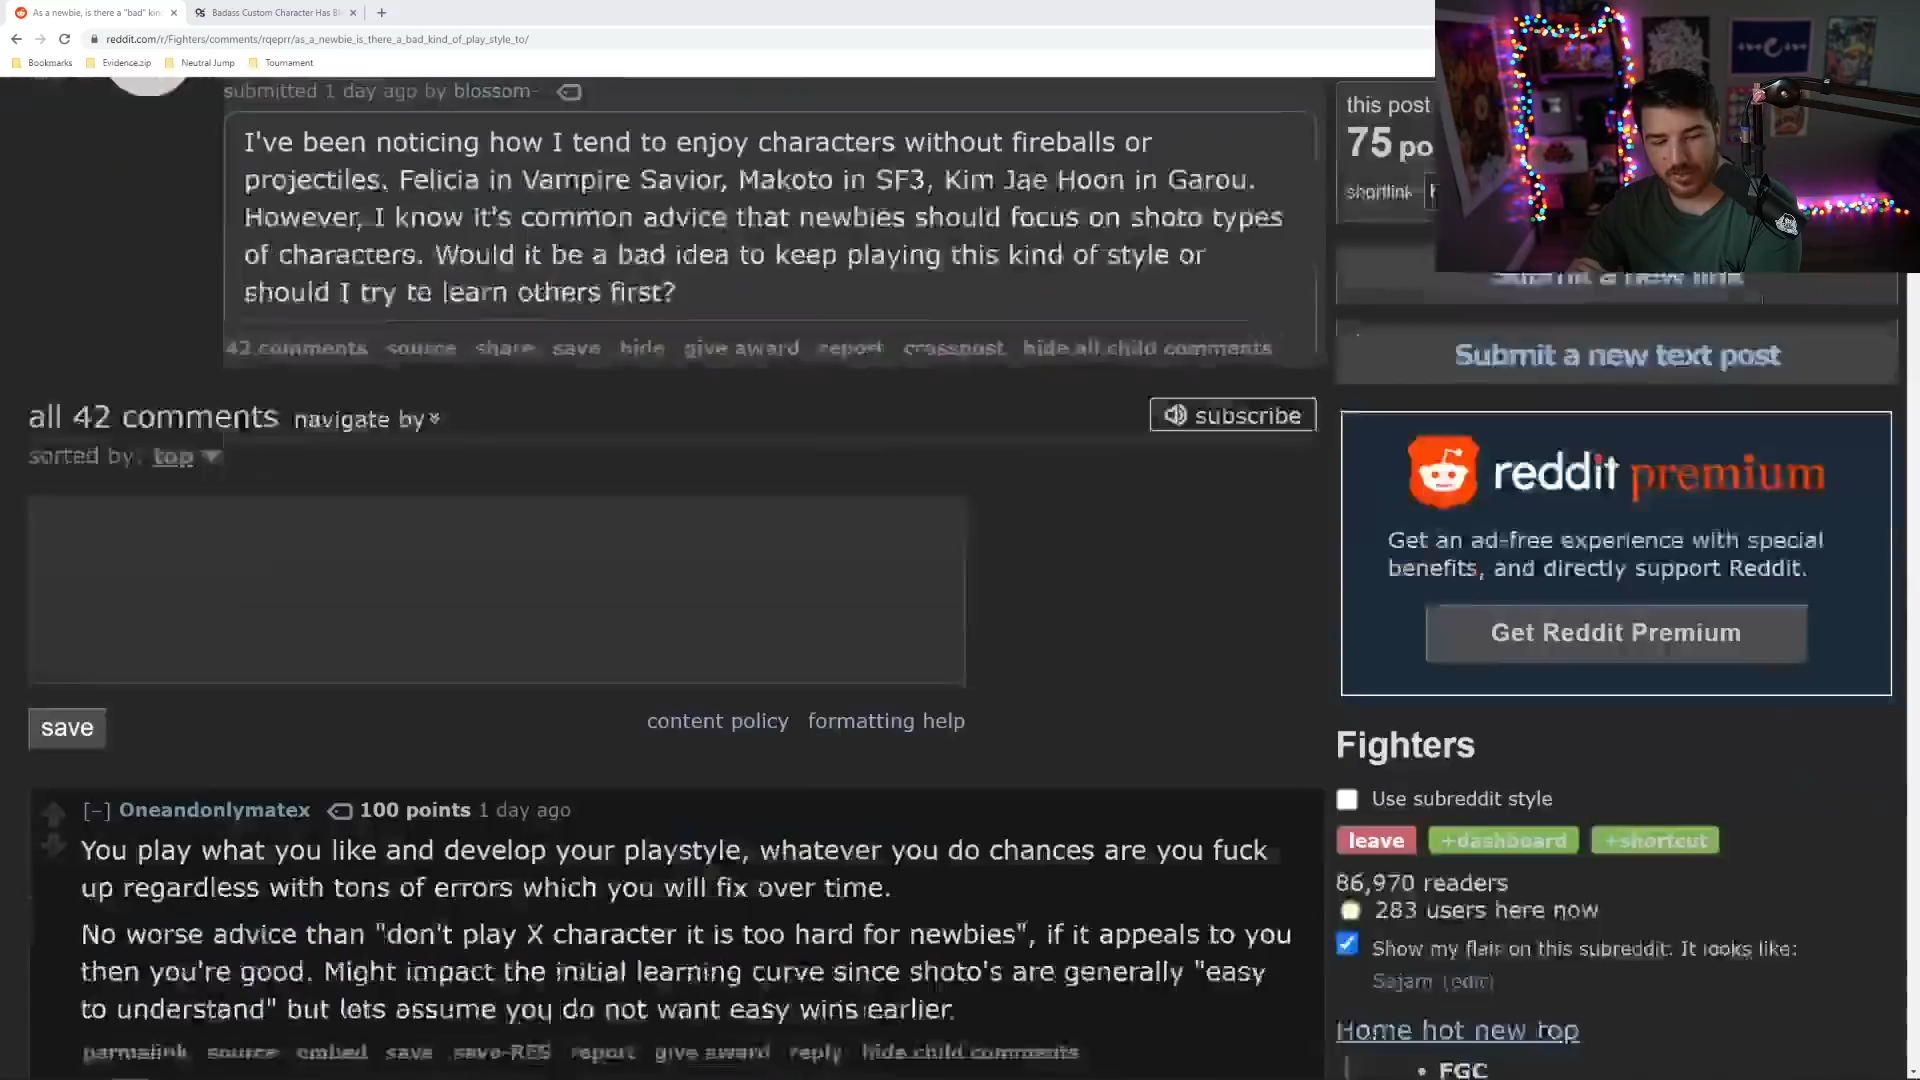 As a newbie, is there a "bad" kin
Badass Custom Character Has Bl
reddit.com/r/Fighters/comments/rqeprr/as_a_newbie_is_there_a_bad_kind_of_play_style_to/
Bookmarks Evidence.zip Neutral Jump Tournament
submitted 1 day ago by blossom-
I've been noticing how I tend to enjoy characters without fireballs or
projectiles. Felicia in Vampire Savior, Makoto in SF3, Kim Jae Hoon in Garou.
However, I know it's common advice that newbies should focus on shoto types
of characters. Would it be a bad idea to keep playing this kind of style or
should I try to learn others first?
42 comments source share save hide give award report crosspost hide all child comments
all 42 comments navigate by
subscribe
sorted by: top
save
content policy formatting help
[–] Oneandonlymatex 100 points 1 day ago
You play what you like and develop your playstyle, whatever you do chances are you fuck
up regardless with tons of errors which you will fix over time.
No worse advice than "don't play X character it is too hard for newbies", if it appeals to you
then you're good. Might impact the initial learning curve since shoto's are generally "easy
to understand" but lets assume you do not want easy wins earlier.
permalink source embed save save-RES report give award reply hide child comments
this post
75 po
shortlink
Submit a new link
Submit a new text post
reddit premium
Get an ad-free experience with special
benefits, and directly support Reddit.
Get Reddit Premium
Fighters
Use subreddit style
leave +dashboard +shortcut
86,970 readers
283 users here now
Show my flair on this subreddit. It looks like:
Sajam (edit)
Home hot new top
• FGC